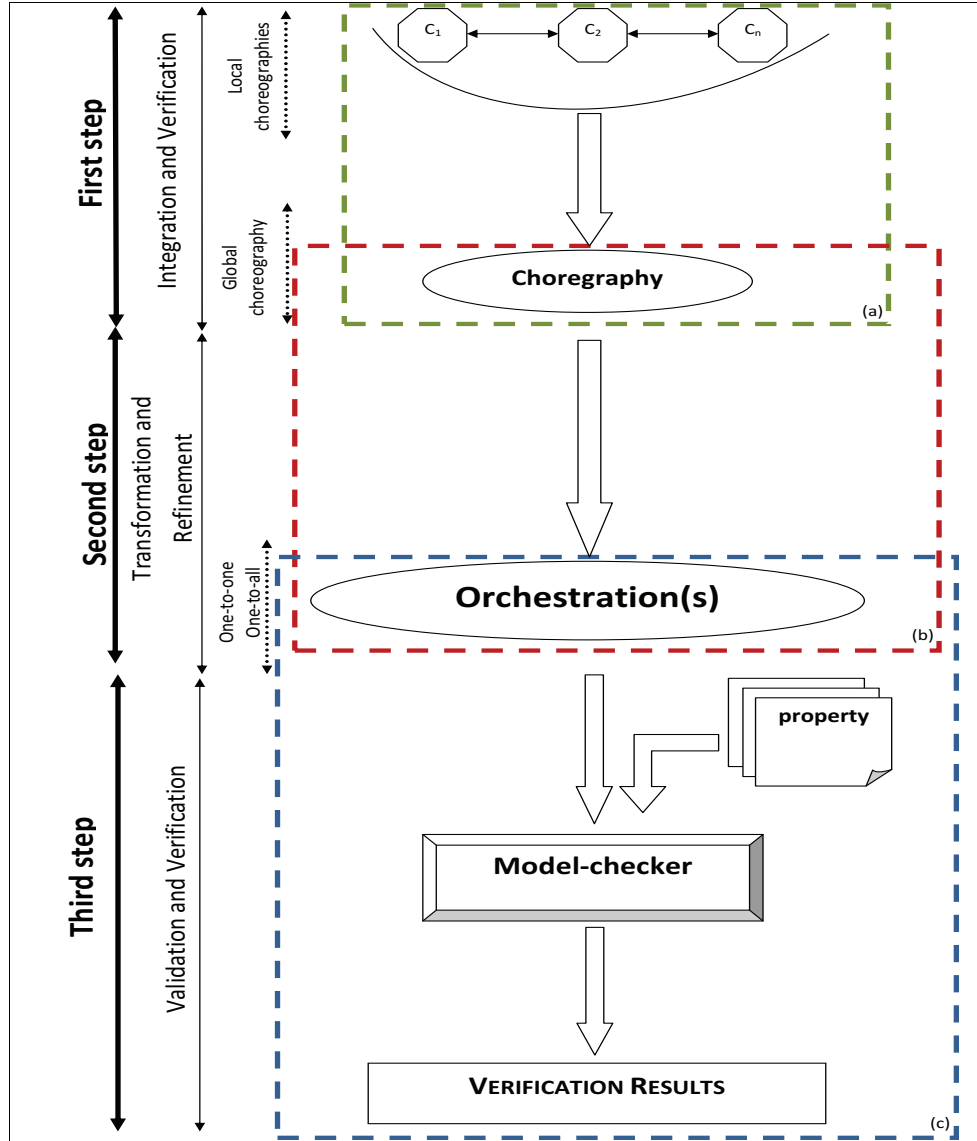 First step
Integration and Verification
Local
choreographies
C1
C2
Cn
Global
choreography
Choregraphy
(a)
Second step
Transformation and
Refinement
One-to-one
One-to-all
Orchestration(s)
(b)
Third step
Validation and Verification
property
Model-checker
VERIFICATION RESULTS
(c)